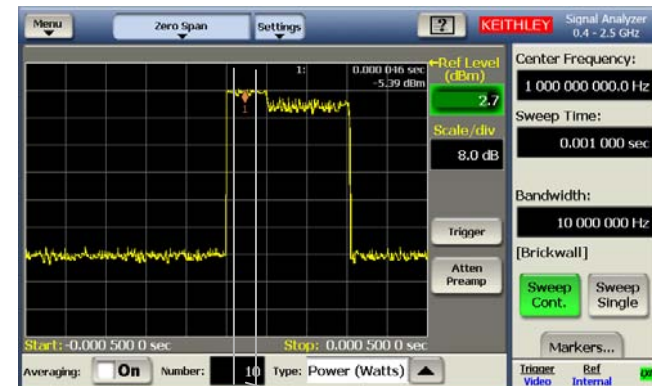 Menu
Zero Span
Settings
?
KEITHLEY
Signal Analyzer
0.4 - 2.5 GHz
1: 0.000 046 sec
-5.39 dBm
1
Ref Level
(dBm)
2.7
Scale/div
8.0 dB
Trigger
Atten
Preamp
Start: -0.000 500 0 sec
Stop: 0.000 500 0 sec
Averaging:
On
Number:
10
Type:
Power (Watts)
Center Frequency:
1 000 000 000.0 Hz
Sweep Time:
0.001 000 sec
Bandwidth:
10 000 000 Hz
[Brickwall]
Sweep
Cont.
Sweep
Single
Markers...
Trigger
Video
Ref
Internal